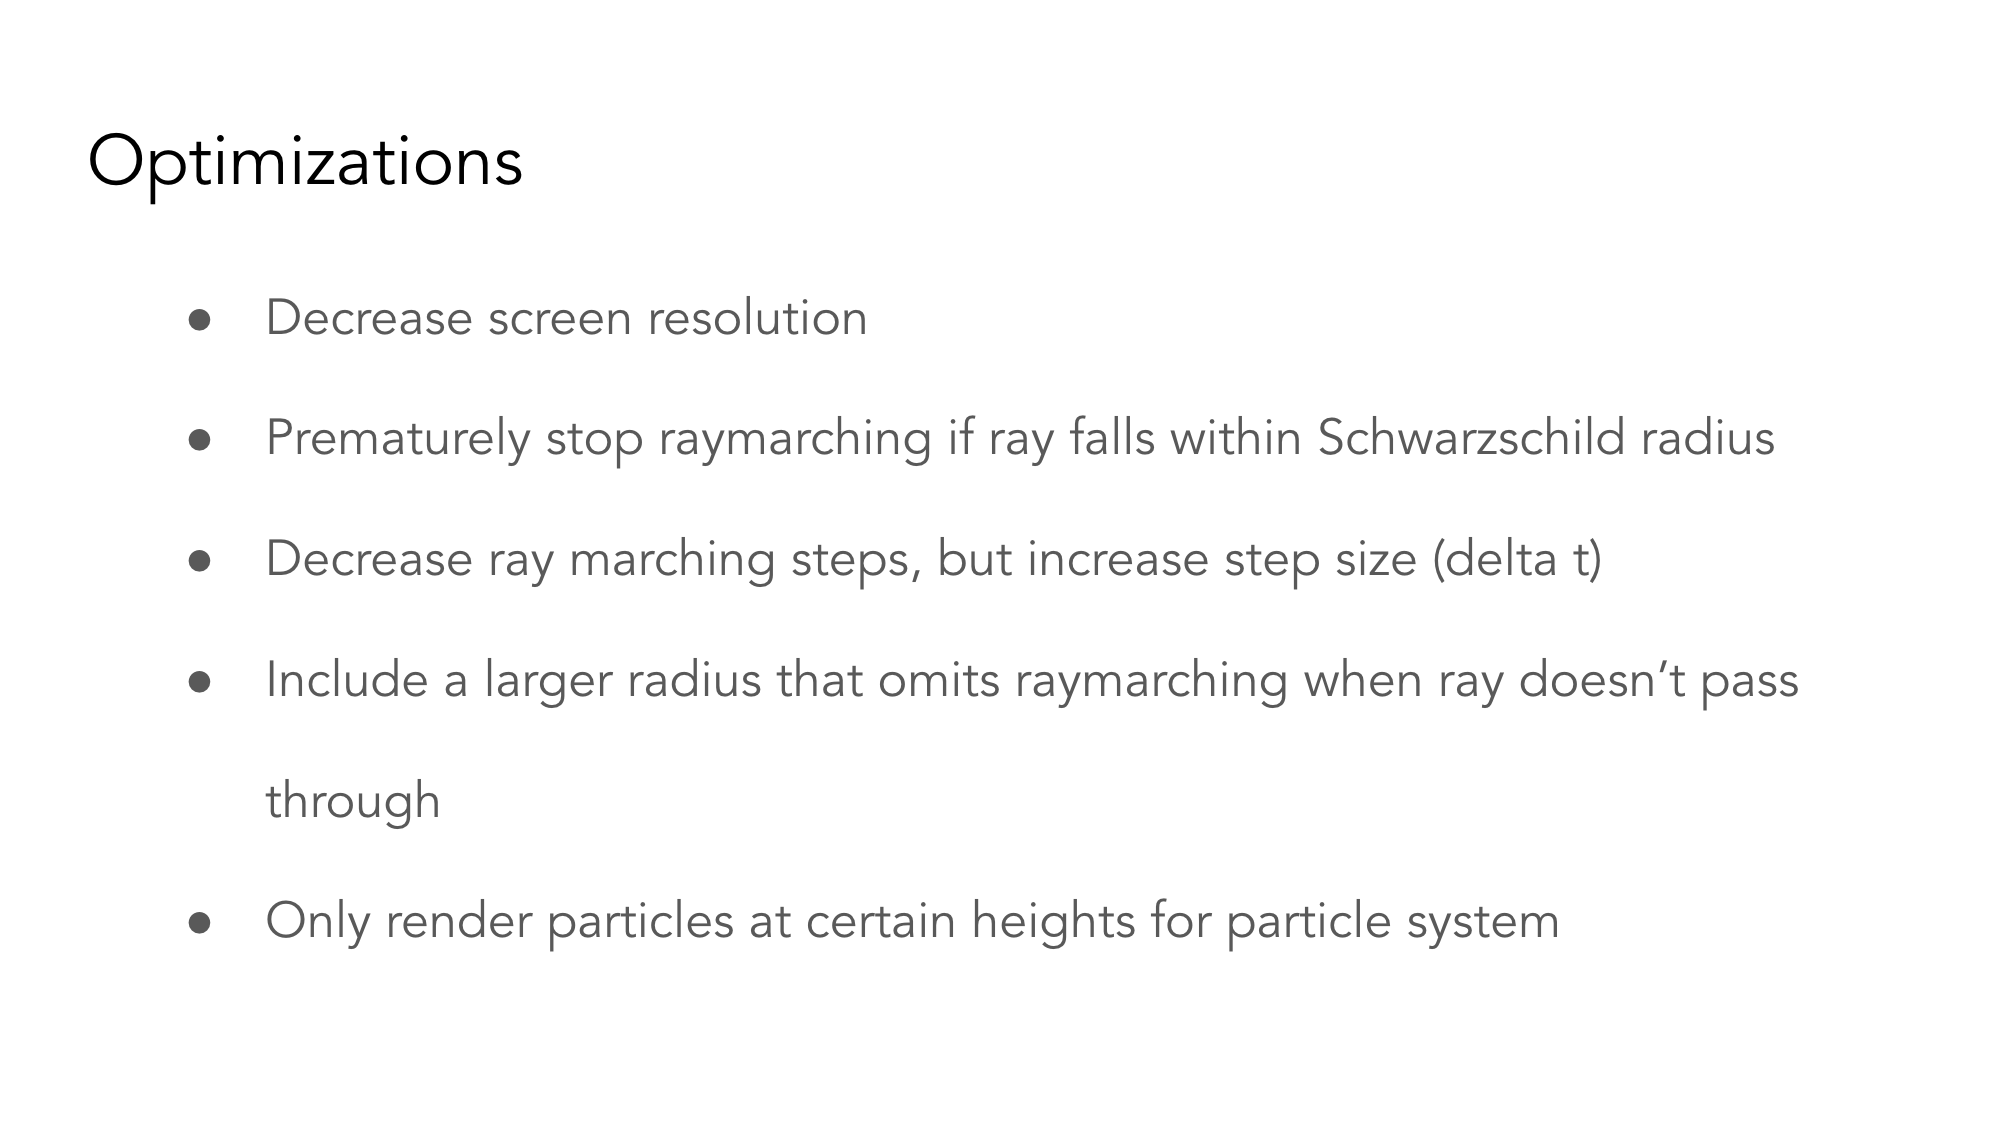 Optimizations
● Decrease screen resolution
● Prematurely stop raymarching if ray falls within Schwarzschild radius
● Decrease ray marching steps, but increase step size (delta t)
● Include a larger radius that omits raymarching when ray doesn’t pass
through
● Only render particles at certain heights for particle system